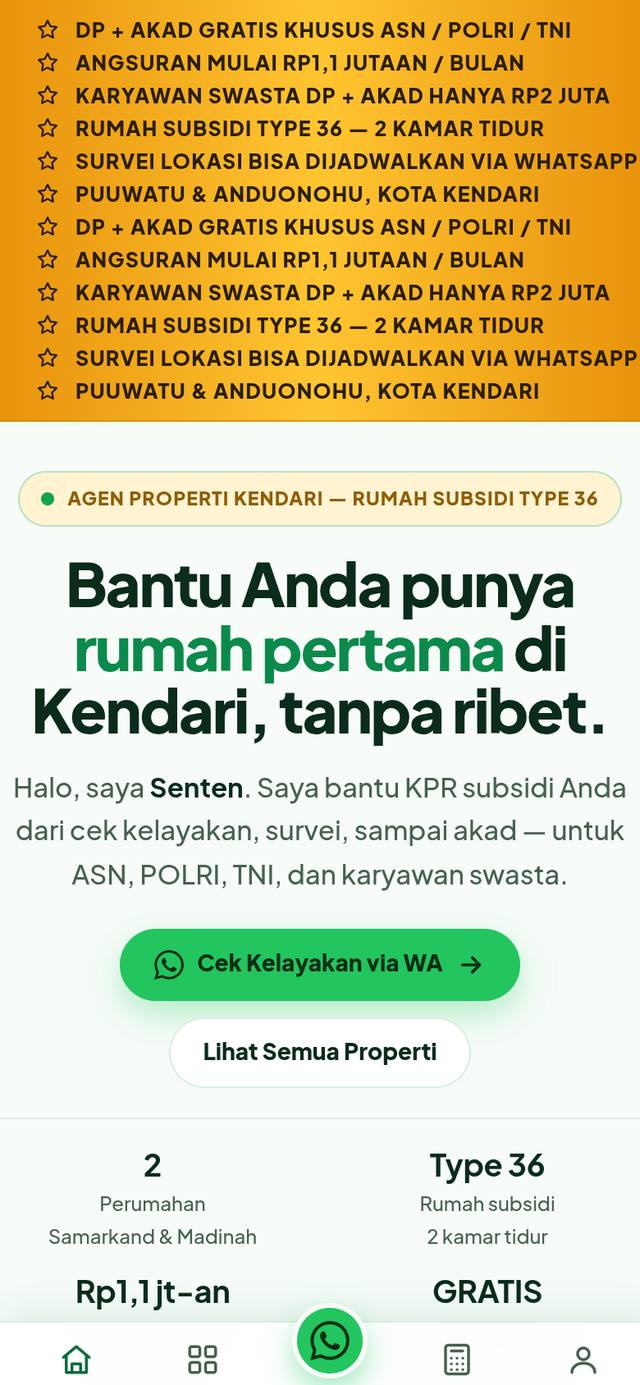 DP + AKAD GRATIS KHUSUS ASN / POLRI / TNI
ANGSURAN MULAI RP1,1 JUTAAN / BULAN
KARYAWAN SWASTA DP + AKAD HANYA RP2 JUTA
RUMAH SUBSIDI TYPE 36 — 2 KAMAR TIDUR
SURVEI LOKASI BISA DIJADWALKAN VIA WHATSAPP
PUUWATU & ANDUONOHU, KOTA KENDARI
DP + AKAD GRATIS KHUSUS ASN / POLRI / TNI
ANGSURAN MULAI RP1,1 JUTAAN / BULAN
KARYAWAN SWASTA DP + AKAD HANYA RP2 JUTA
RUMAH SUBSIDI TYPE 36 — 2 KAMAR TIDUR
SURVEI LOKASI BISA DIJADWALKAN VIA WHATSAPP
PUUWATU & ANDUONOHU, KOTA KENDARI
AGEN PROPERTI KENDARI — RUMAH SUBSIDI TYPE 36
Bantu Anda punya
rumah pertama di
Kendari, tanpa ribet.
Halo, saya Senten. Saya bantu KPR subsidi Anda
dari cek kelayakan, survei, sampai akad — untuk
ASN, POLRI, TNI, dan karyawan swasta.
Cek Kelayakan via WA →
Lihat Semua Properti
2
Perumahan
Samarkand & Madinah
Type 36
Rumah subsidi
2 kamar tidur
Rp1,1 jt–an
GRATIS